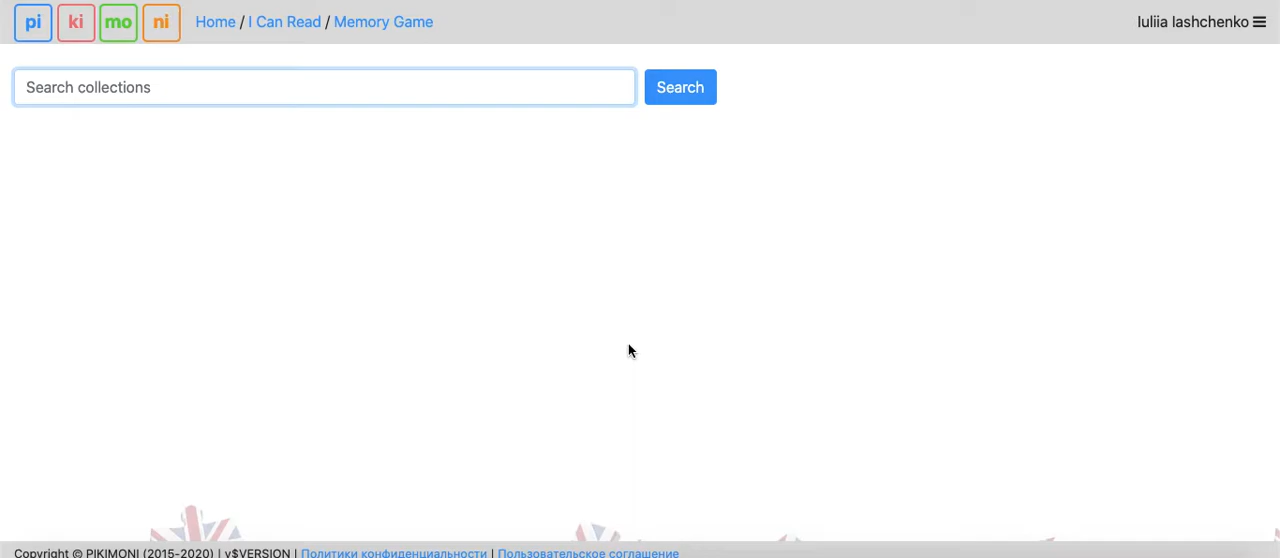 pi ki mo ni Home / I Can Read / Memory Game Iuliia Iashchenko
Search collections Search
Copyright © PIKIMONI (2015-2020) | v$VERSION | Политики конфиденциальности | Пользовательское соглашение